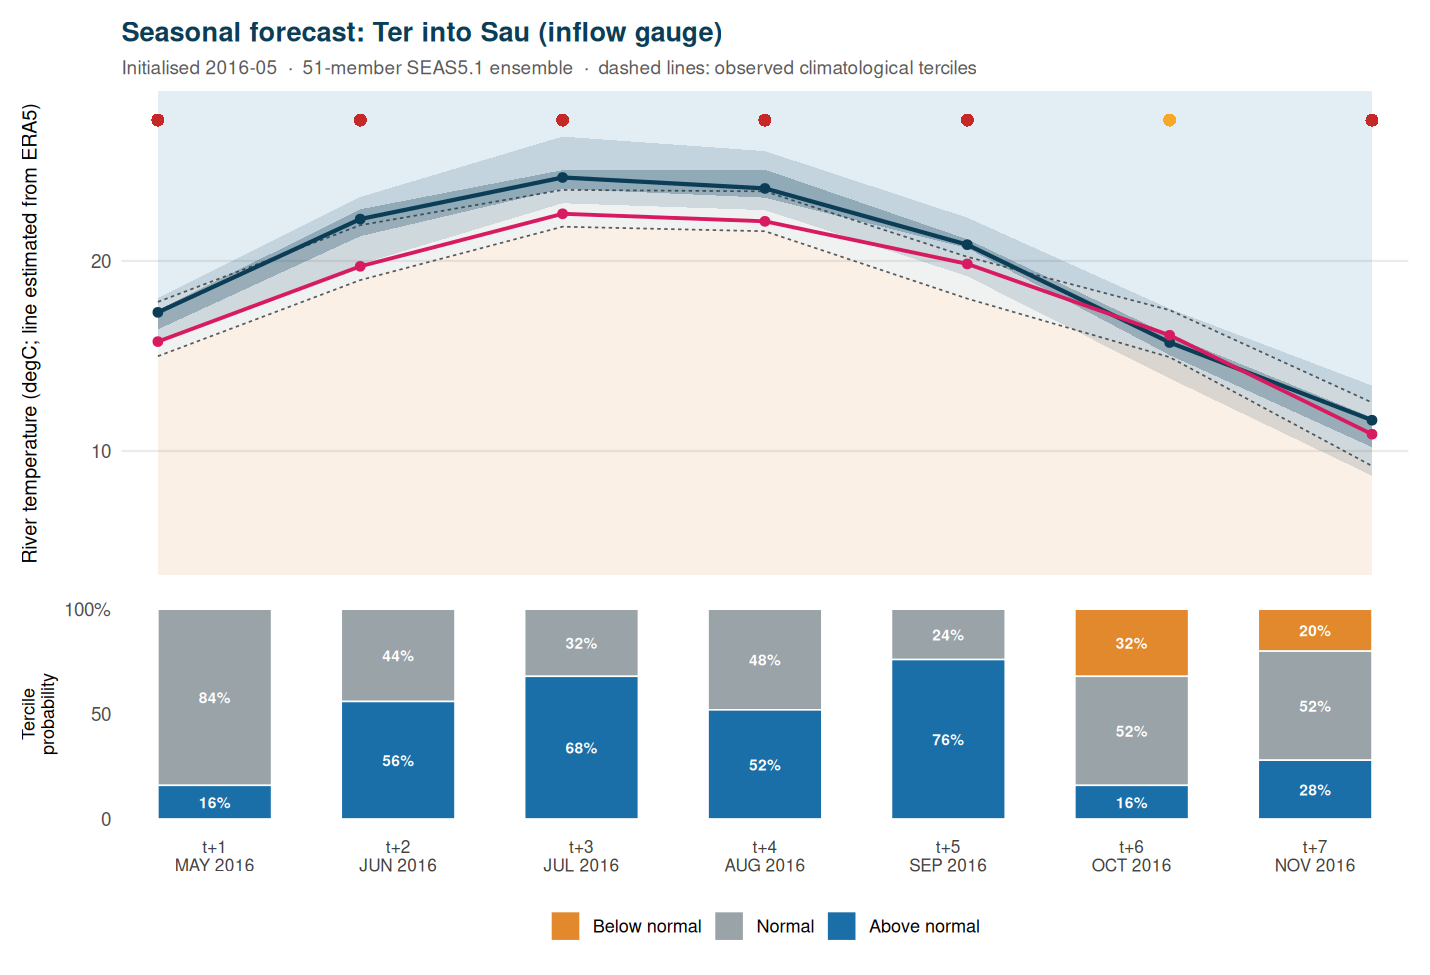 Seasonal forecast: Ter into Sau (inflow gauge)
Initialised 2016-05 · 51-member SEAS5.1 ensemble · dashed lines: observed climatological terciles
River temperature (degC; line estimated from ERA5)
20
10
Tercile
probability
100%
50
0
84%
16%
44%
56%
32%
68%
48%
52%
24%
76%
32%
52%
16%
20%
52%
28%
t+1
MAY 2016
t+2
JUN 2016
t+3
JUL 2016
t+4
AUG 2016
t+5
SEP 2016
t+6
OCT 2016
t+7
NOV 2016
Below normal
Normal
Above normal